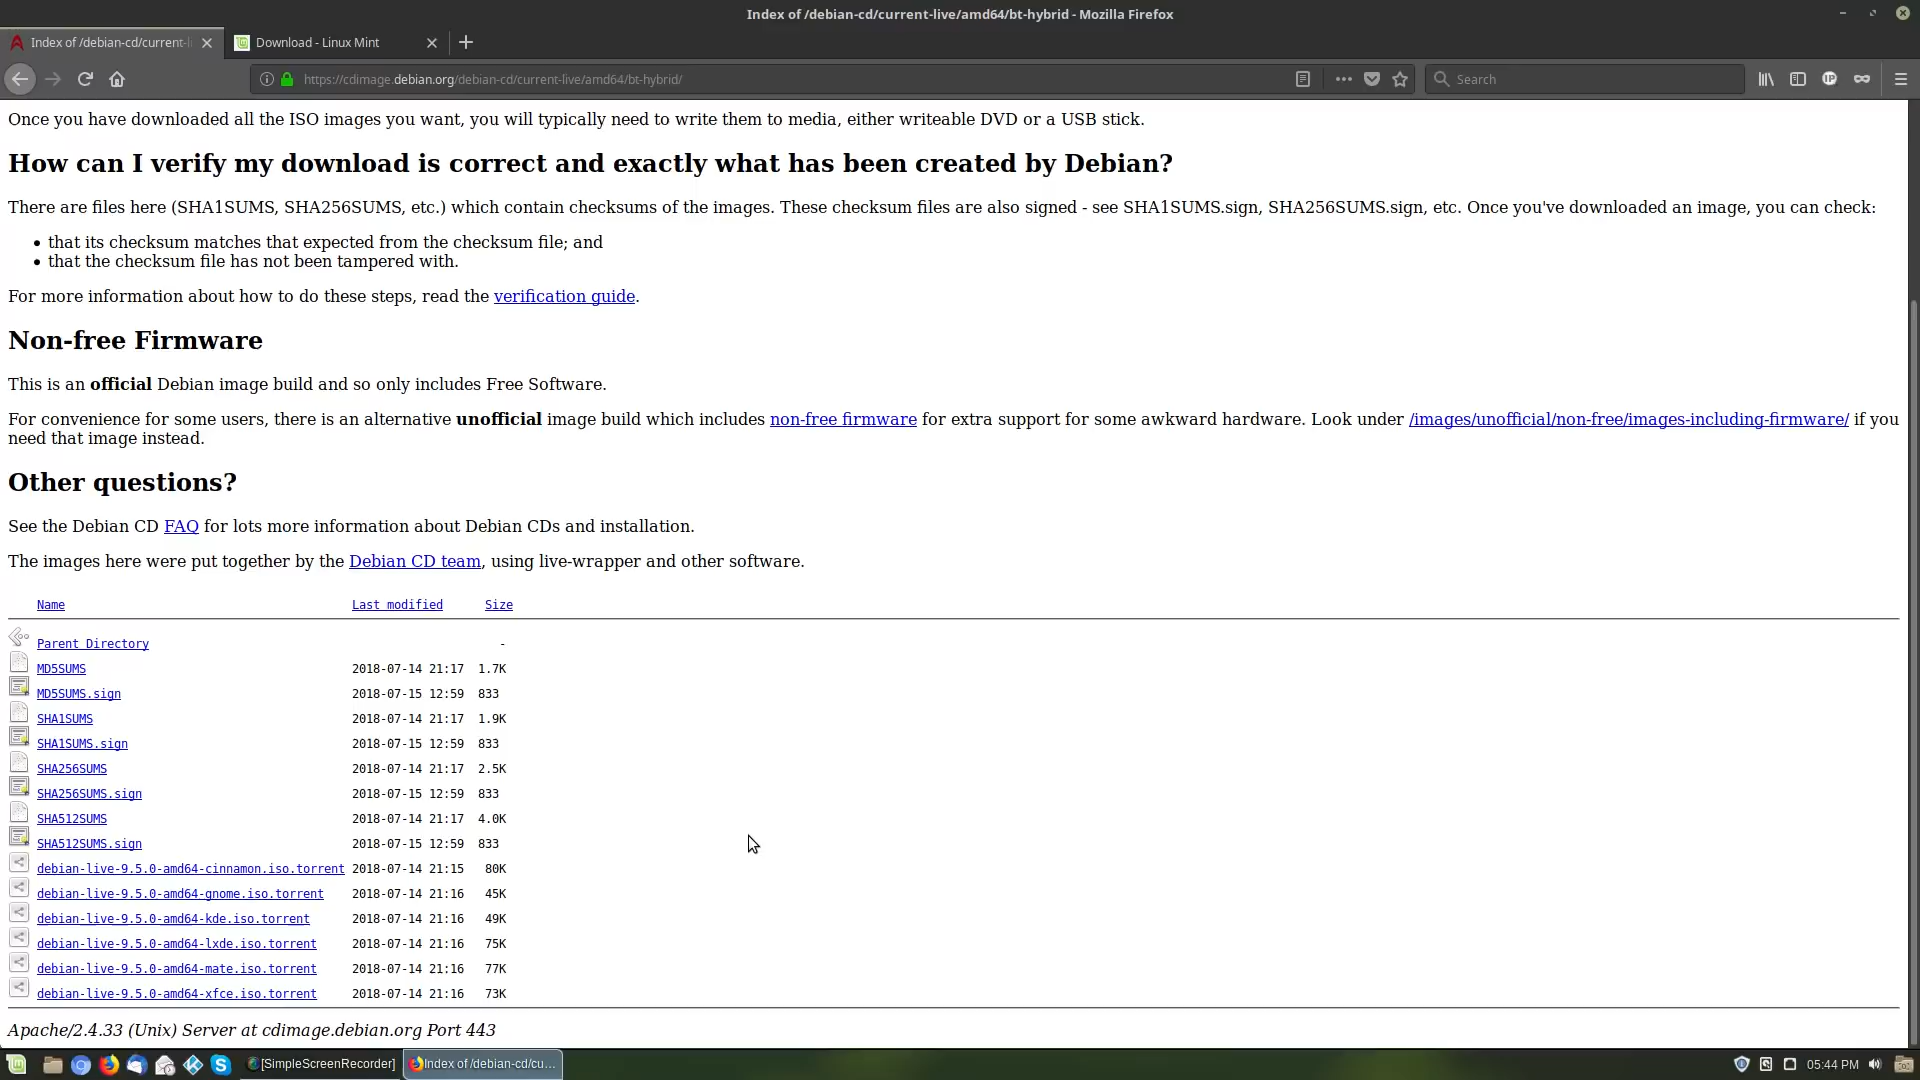 Index of /debian-cd/current-live/amd64/bt-hybrid - Mozilla Firefox
Index of /debian-cd/current-li
Download - Linux Mint
https://cdimage.debian.org/debian-cd/current-live/amd64/bt-hybrid/
Search
Once you have downloaded all the ISO images you want, you will typically need to write them to media, either writeable DVD or a USB stick.
How can I verify my download is correct and exactly what has been created by Debian?
There are files here (SHA1SUMS, SHA256SUMS, etc.) which contain checksums of the images. These checksum files are also signed - see SHA1SUMS.sign, SHA256SUMS.sign, etc. Once you've downloaded an image, you can check:
• that its checksum matches that expected from the checksum file; and
• that the checksum file has not been tampered with.
For more information about how to do these steps, read the verification guide.
Non-free Firmware
This is an official Debian image build and so only includes Free Software.
For convenience for some users, there is an alternative unofficial image build which includes non-free firmware for extra support for some awkward hardware. Look under /images/unofficial/non-free/images-including-firmware/ if you
need that image instead.
Other questions?
See the Debian CD FAQ for lots more information about Debian CDs and installation.
The images here were put together by the Debian CD team, using live-wrapper and other software.
Name Last modified Size
Parent Directory -
MD5SUMS 2018-07-14 21:17 1.7K
MD5SUMS.sign 2018-07-15 12:59 833
SHA1SUMS 2018-07-14 21:17 1.9K
SHA1SUMS.sign 2018-07-15 12:59 833
SHA256SUMS 2018-07-14 21:17 2.5K
SHA256SUMS.sign 2018-07-15 12:59 833
SHA512SUMS 2018-07-14 21:17 4.0K
SHA512SUMS.sign 2018-07-15 12:59 833
debian-live-9.5.0-amd64-cinnamon.iso.torrent 2018-07-14 21:15 80K
debian-live-9.5.0-amd64-gnome.iso.torrent 2018-07-14 21:16 45K
debian-live-9.5.0-amd64-kde.iso.torrent 2018-07-14 21:16 49K
debian-live-9.5.0-amd64-lxde.iso.torrent 2018-07-14 21:16 75K
debian-live-9.5.0-amd64-mate.iso.torrent 2018-07-14 21:16 77K
debian-live-9.5.0-amd64-xfce.iso.torrent 2018-07-14 21:16 73K
Apache/2.4.33 (Unix) Server at cdimage.debian.org Port 443
[SimpleScreenRecorder]
Index of /debian-cd/cu...
05:44 PM